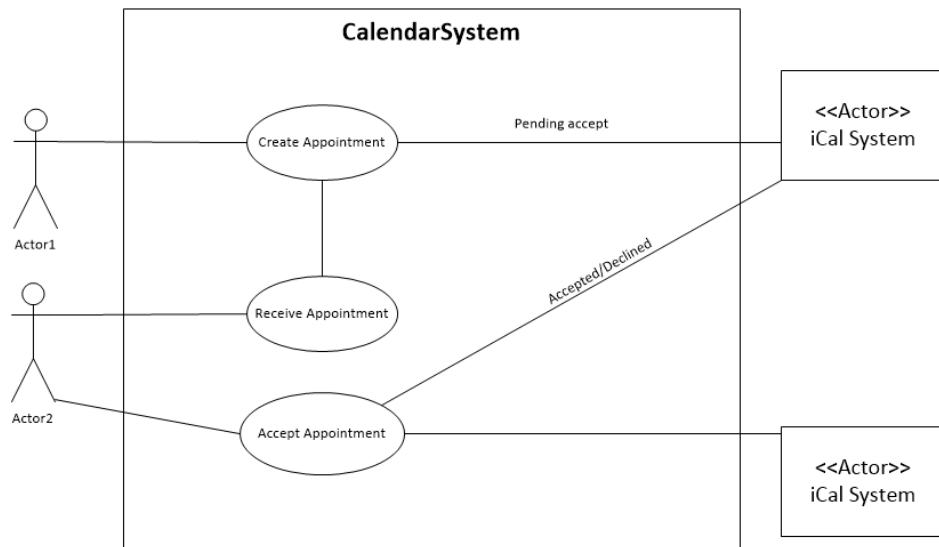 CalendarSystem
<<Actor>>
iCal System
Pending accept
Create Appointment
Actor1
Accepted/Declined
Receive Appointment
Actor2
Accept Appointment
<<Actor>>
iCal System